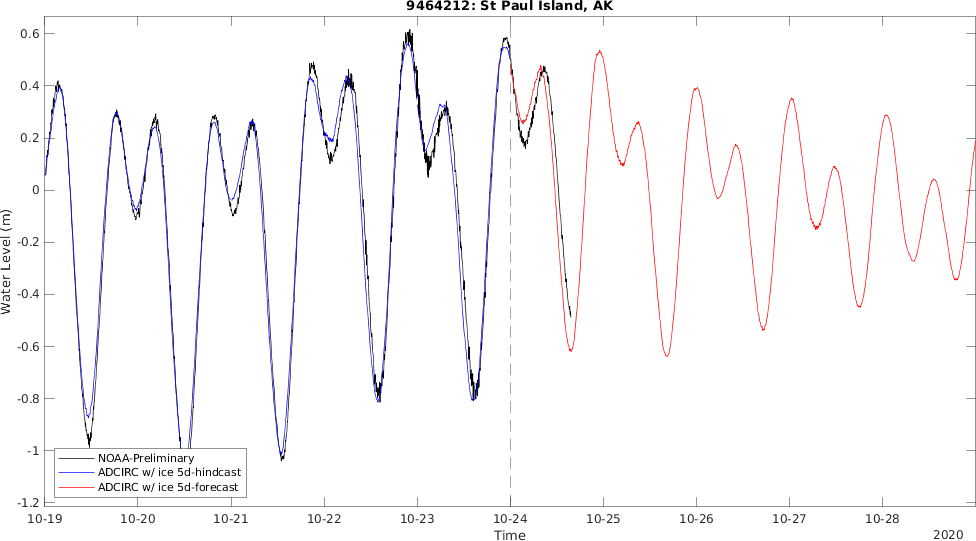 9464212: St Paul Island, AK
Water Level (m)
0.6
0.4
0.2
0
-0.2
-0.4
-0.6
-0.8
-1
-1.2
NOAA-Preliminary
ADCIRC w/ ice 5d-hindcast
ADCIRC w/ ice 5d-forecast
10-19 10-20 10-21 10-22 10-23 10-24 10-25 10-26 10-27 10-28
Time
2020